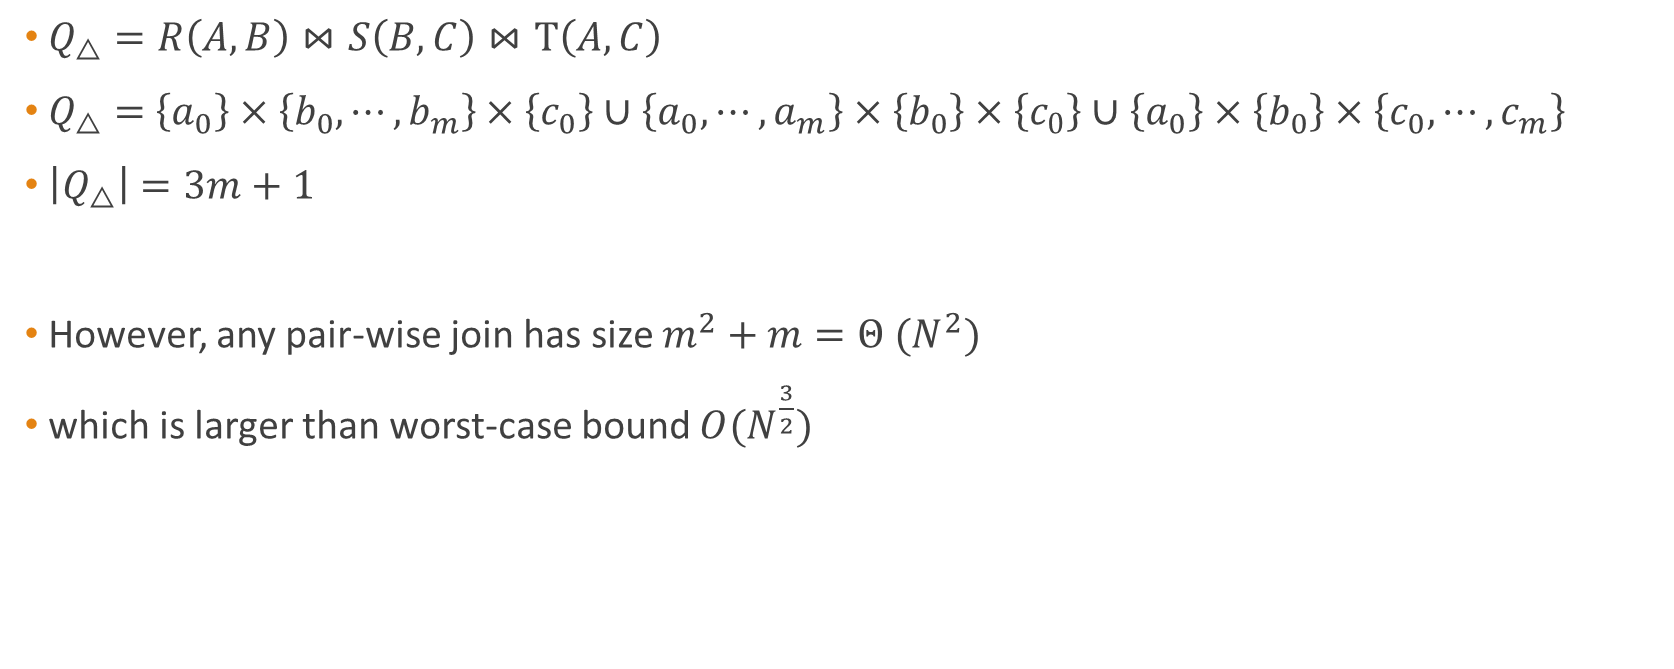 • Q△ = R(A, B) ⋈ S(B, C) ⋈ T(A, C)
• Q△ = {a₀} × {b₀, ⋯ , bₘ} × {c₀} ∪ {a₀, ⋯ , aₘ} × {b₀} × {c₀} ∪ {a₀} × {b₀} × {c₀, ⋯ , cₘ}
• |Q△| = 3m + 1
• However, any pair-wise join has size m² + m = Θ (N²)
• which is larger than worst-case bound O(N^(3/2))